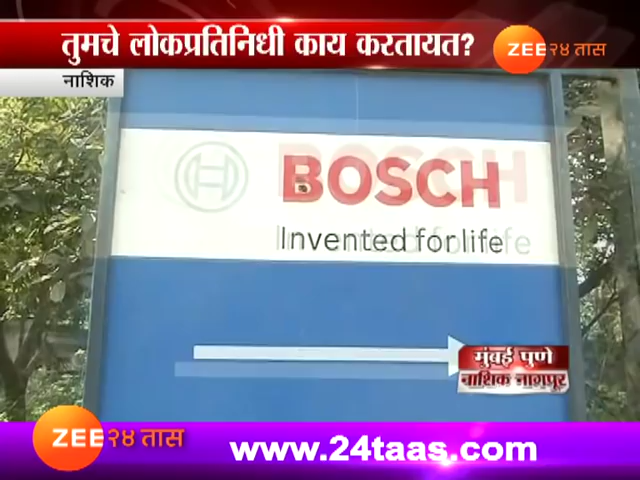 तुमचे लोकप्रतिनिधी काय करतायत?
ZEE २४ तास
नाशिक
BOSCH
Invented for life
मुंबई पुणे
नाशिक नागपूर
ZEE २४ तास
www.24taas.com